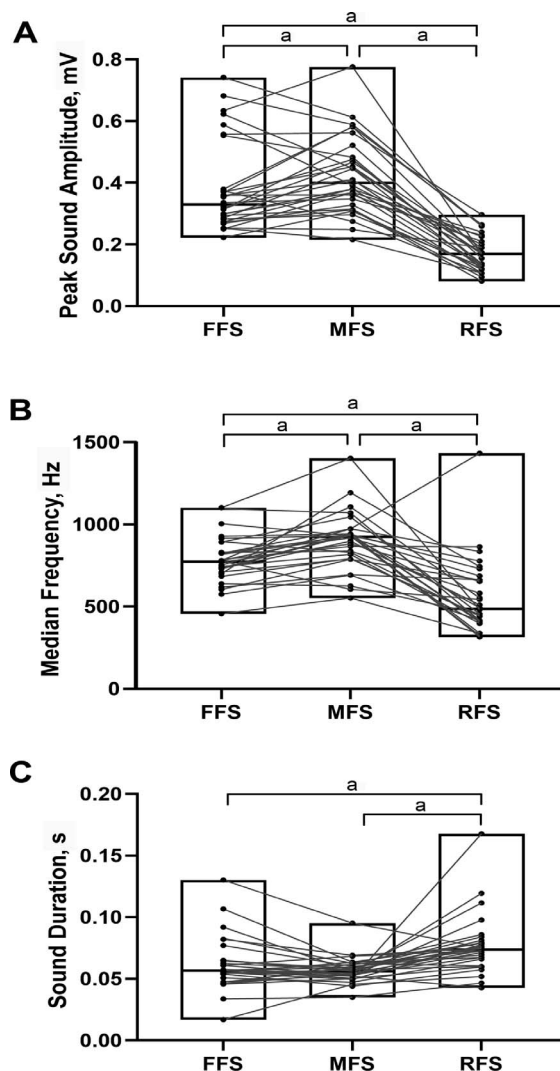 A
a
a
a
Peak Sound Amplitude, mV
0.8
0.6
0.4
0.2
0.0
FFS
MFS
RFS
B
a
a
a
Median Frequency, Hz
1500
1000
500
0
FFS
MFS
RFS
C
a
a
Sound Duration, s
0.20
0.15
0.10
0.05
0.00
FFS
MFS
RFS